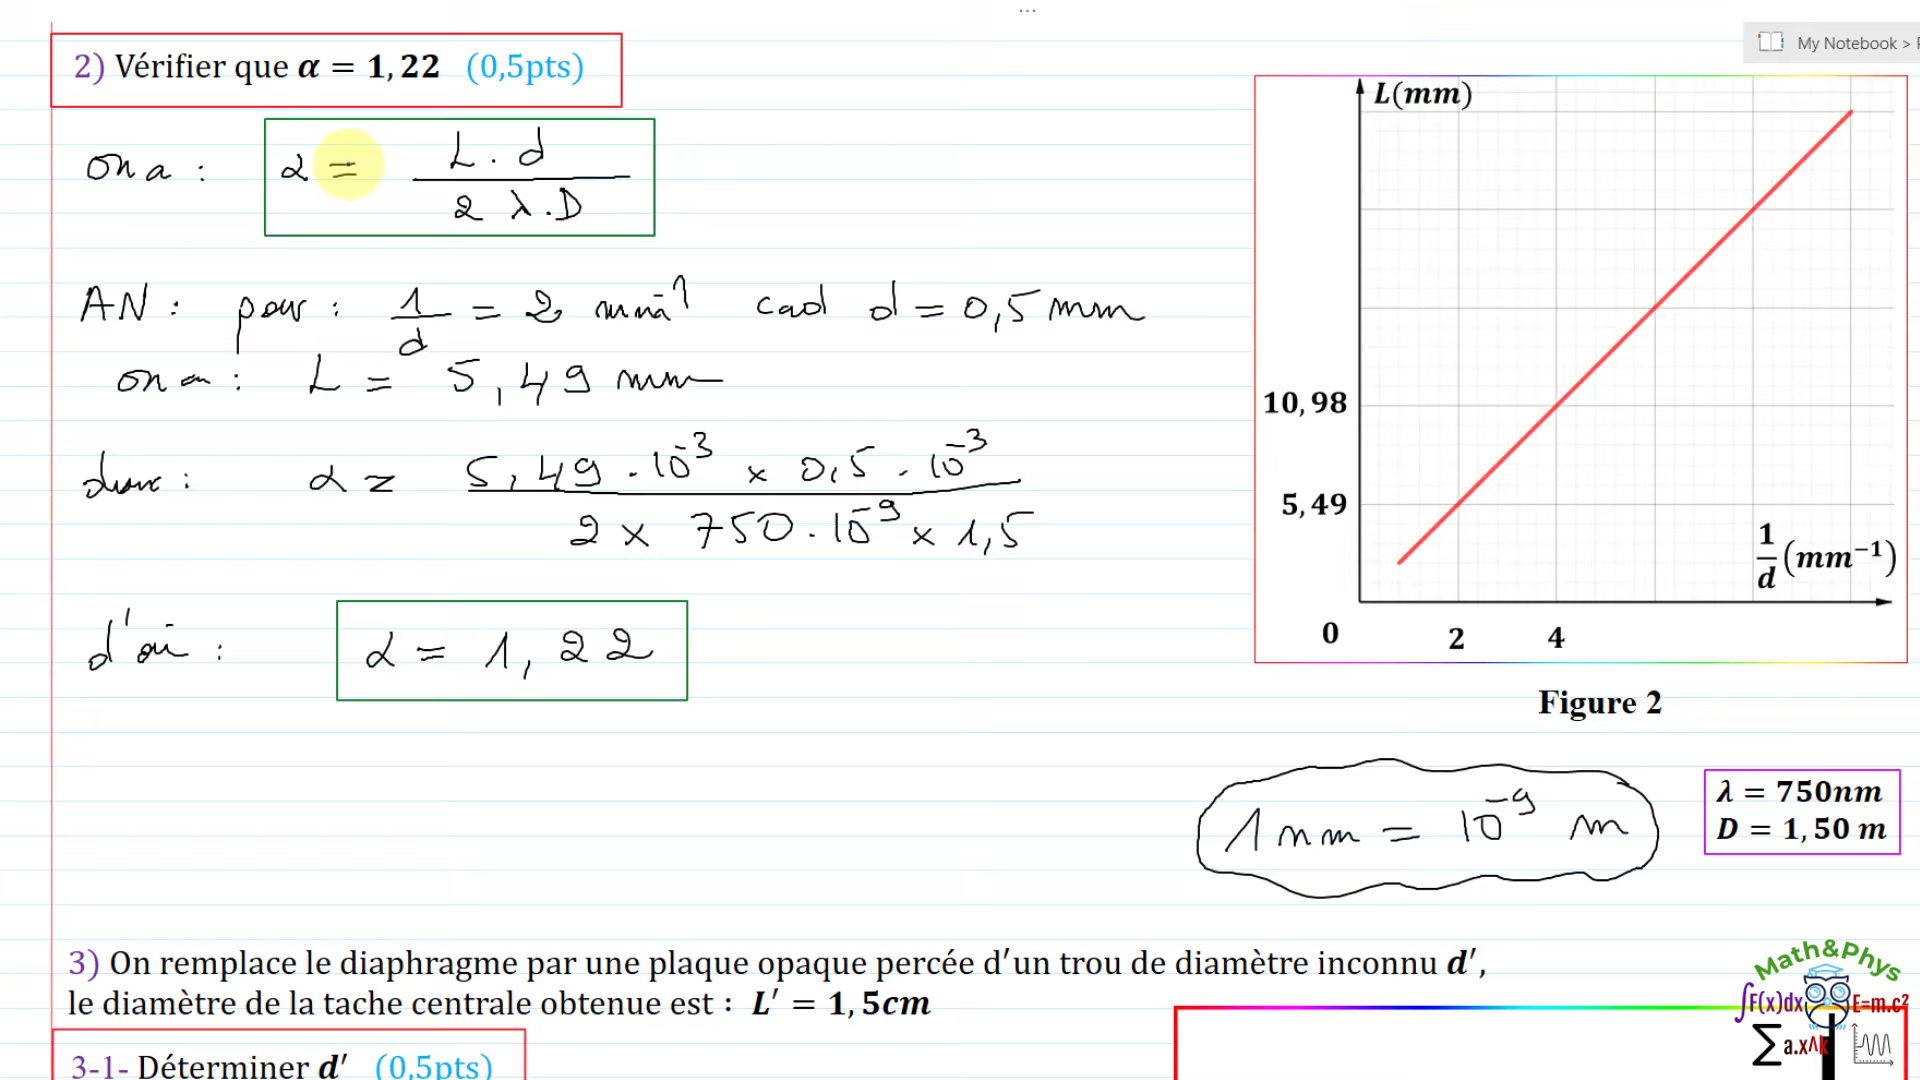 ...
My Notebook >
2) Vérifier que α = 1, 22 (0,5pts)
on a : α = L . d / 2 λ . D
AN : pour : 1/d = 2 mm⁻¹ cad d = 0,5 mm
on a : L = 5,49 mm
donc : α = 5,49 . 10⁻³ × 0,5 . 10⁻³ / 2 × 750 . 10⁻⁹ × 1,5
d'où : α = 1,22
L(mm)
10, 98
5, 49
1/d (mm⁻¹)
0 2 4
Figure 2
1 nm = 10⁻⁹ m
λ = 750nm
D = 1, 50 m
3) On remplace le diaphragme par une plaque opaque percée d′un trou de diamètre inconnu d′,
le diamètre de la tache centrale obtenue est : L′ = 1, 5cm
3-1- Déterminer d′ (0,5pts)
Math&Phys
∫F(x)dx E=m.c²
∑ a.x^k